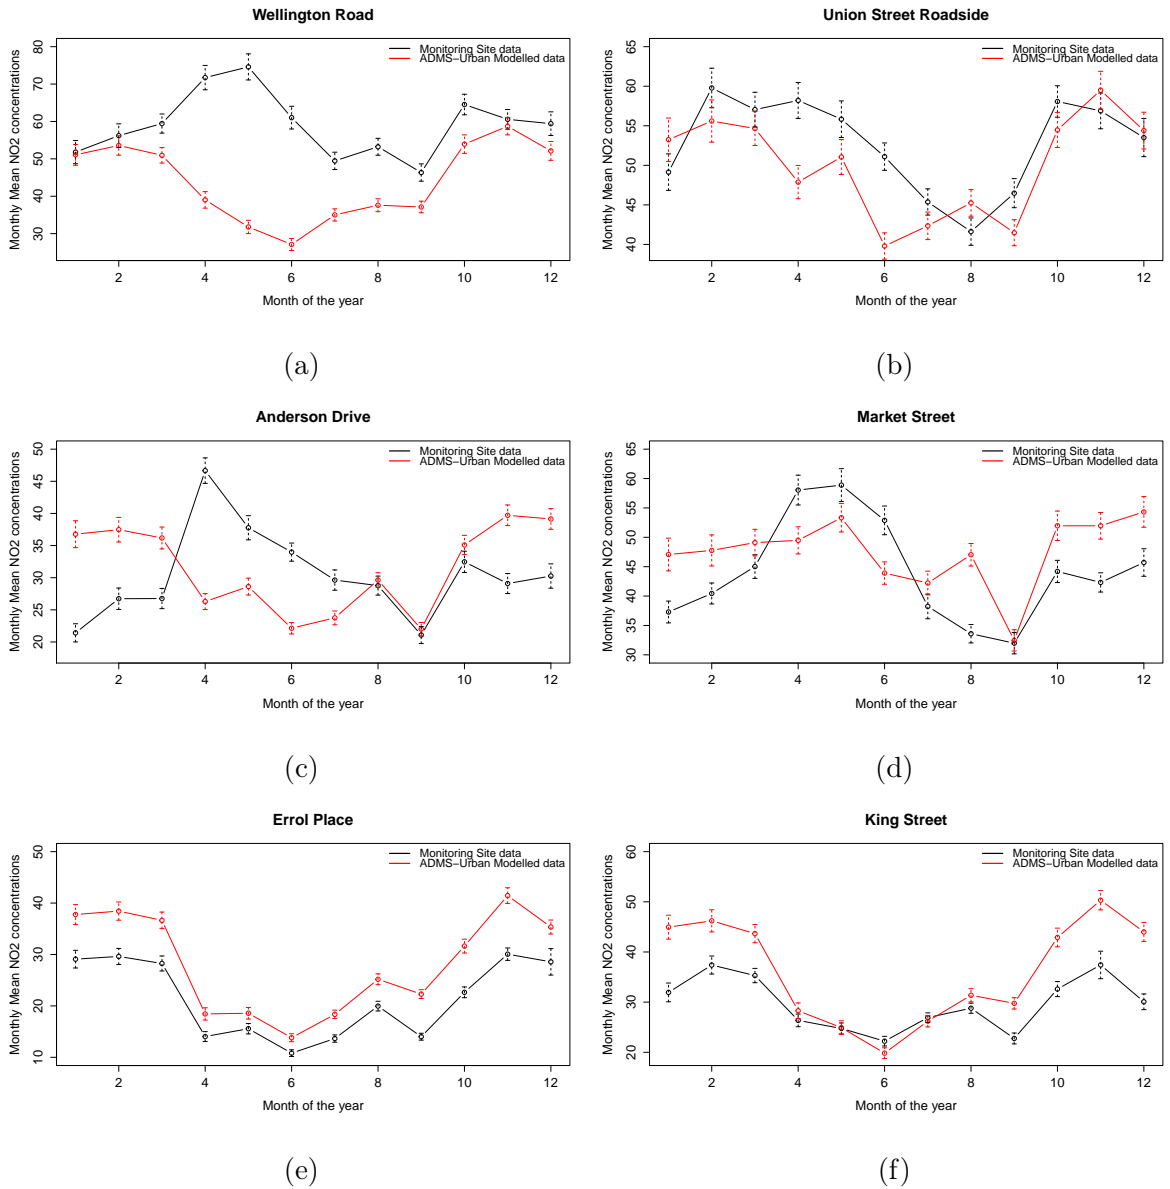 Wellington Road
Monitoring Site data
ADMS−Urban Modelled data
Monthly Mean NO2 concentrations
80
70
60
50
40
30
2 4 6 8 10 12
Month of the year
(a)
Union Street Roadside
Monitoring Site data
ADMS−Urban Modelled data
Monthly Mean NO2 concentrations
65
60
55
50
45
40
2 4 6 8 10 12
Month of the year
(b)
Anderson Drive
Monitoring Site data
ADMS−Urban Modelled data
Monthly Mean NO2 concentrations
50
45
40
35
30
25
20
2 4 6 8 10 12
Month of the year
(c)
Market Street
Monitoring Site data
ADMS−Urban Modelled data
Monthly Mean NO2 concentrations
65
60
55
50
45
40
35
30
2 4 6 8 10 12
Month of the year
(d)
Errol Place
Monitoring Site data
ADMS−Urban Modelled data
Monthly Mean NO2 concentrations
50
40
30
20
10
2 4 6 8 10 12
Month of the year
(e)
King Street
Monitoring Site data
ADMS−Urban Modelled data
Monthly Mean NO2 concentrations
60
50
40
30
20
2 4 6 8 10 12
Month of the year
(f)